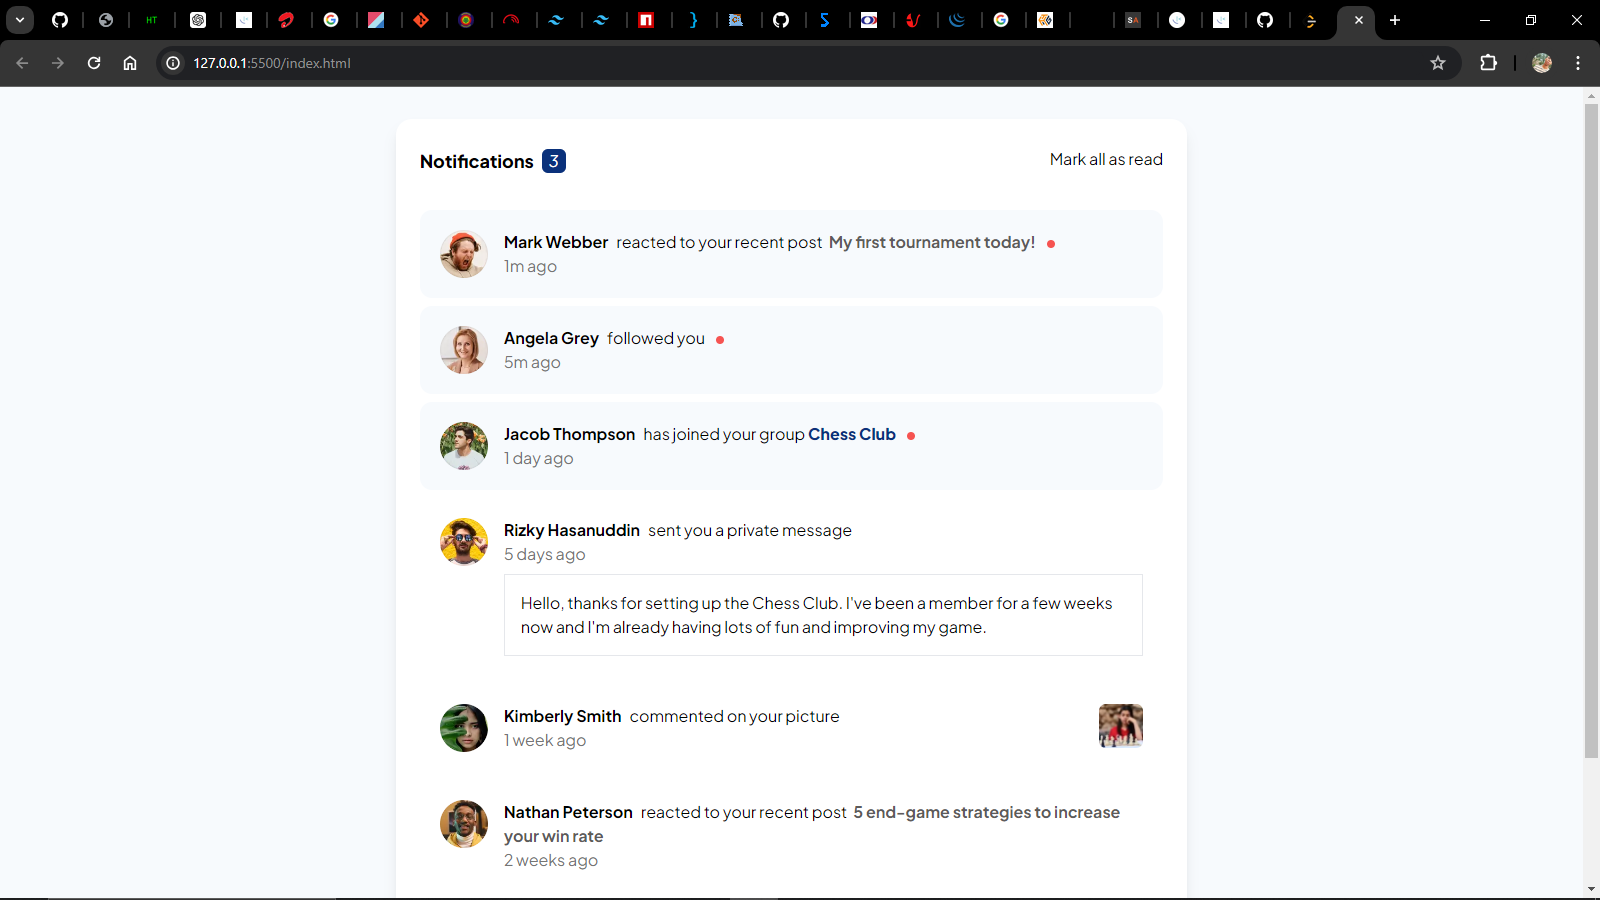 HT
SA
127.0.0.1:5500/index.html
Notifications 3
Mark all as read
Mark Webber reacted to your recent post My first tournament today!
1m ago
Angela Grey followed you
5m ago
Jacob Thompson has joined your group Chess Club
1 day ago
Rizky Hasanuddin sent you a private message
5 days ago
Hello, thanks for setting up the Chess Club. I've been a member for a few weeks
now and I'm already having lots of fun and improving my game.
Kimberly Smith commented on your picture
1 week ago
Nathan Peterson reacted to your recent post 5 end-game strategies to increase
your win rate
2 weeks ago